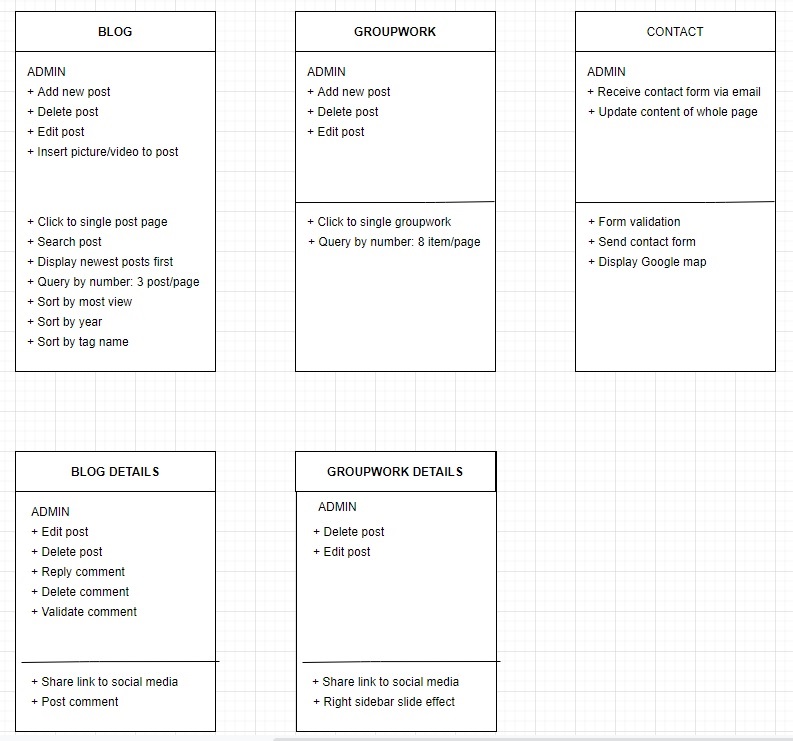 BLOG
ADMIN
+ Add new post
+ Delete post
+ Edit post
+ Insert picture/video to post
+ Click to single post page
+ Search post
+ Display newest posts first
+ Query by number: 3 post/page
+ Sort by most view
+ Sort by year
+ Sort by tag name
GROUPWORK
ADMIN
+ Add new post
+ Delete post
+ Edit post
+ Click to single groupwork
+ Query by number: 8 item/page
CONTACT
ADMIN
+ Receive contact form via email
+ Update content of whole page
+ Form validation
+ Send contact form
+ Display Google map
BLOG DETAILS
ADMIN
+ Edit post
+ Delete post
+ Reply comment
+ Delete comment
+ Validate comment
+ Share link to social media
+ Post comment
GROUPWORK DETAILS
ADMIN
+ Delete post
+ Edit post
+ Share link to social media
+ Right sidebar slide effect